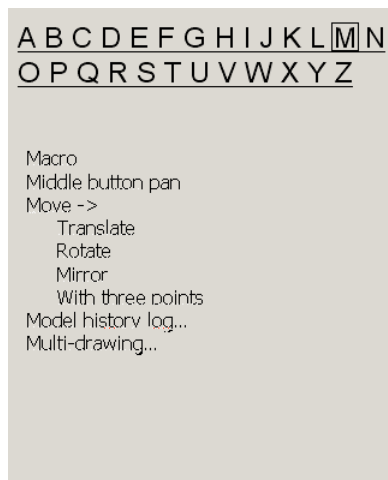 A B C D E F G H I J K L M N
O P Q R S T U V W X Y Z
Macro
Middle button pan
Move ->
Translate
Rotate
Mirror
With three points
Model history log...
Multi-drawing...